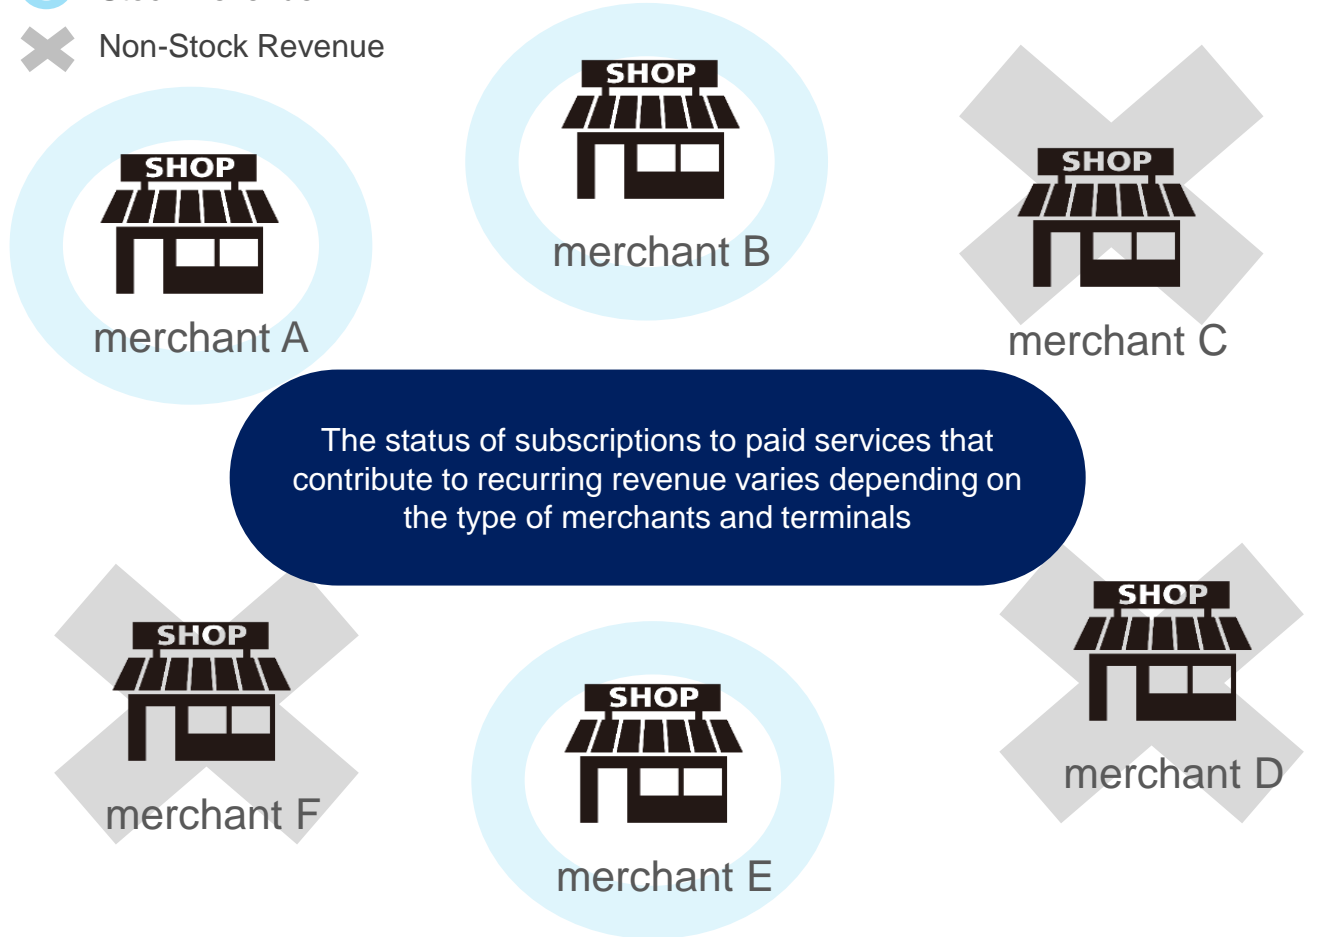 Non-Stock Revenue
SHOP
merchant A
SHOP
merchant B
SHOP
merchant C
The status of subscriptions to paid services that
contribute to recurring revenue varies depending on
the type of merchants and terminals
SHOP
merchant F
SHOP
merchant E
SHOP
merchant D